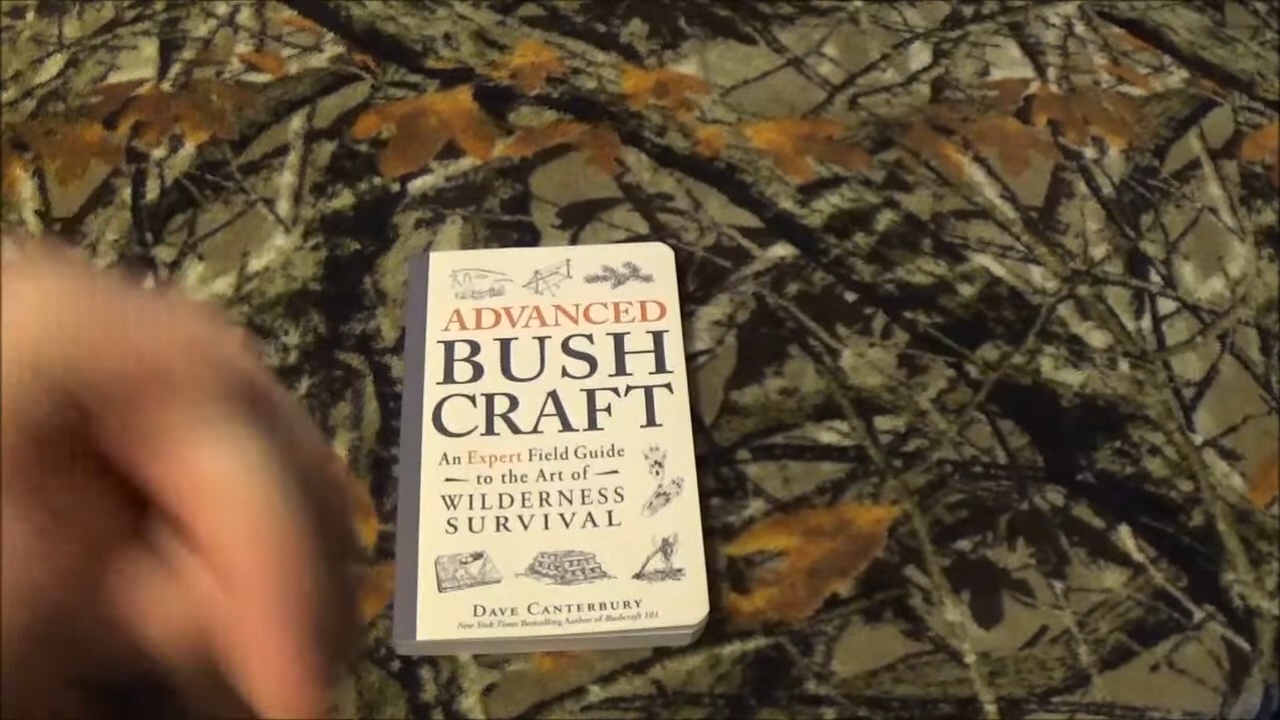 ADVANCED
BUSH
CRAFT
An Expert Field Guide
to the Art of
WILDERNESS
SURVIVAL
DAVE CANTERBURY
New York Times Bestselling Author of Bushcraft 101